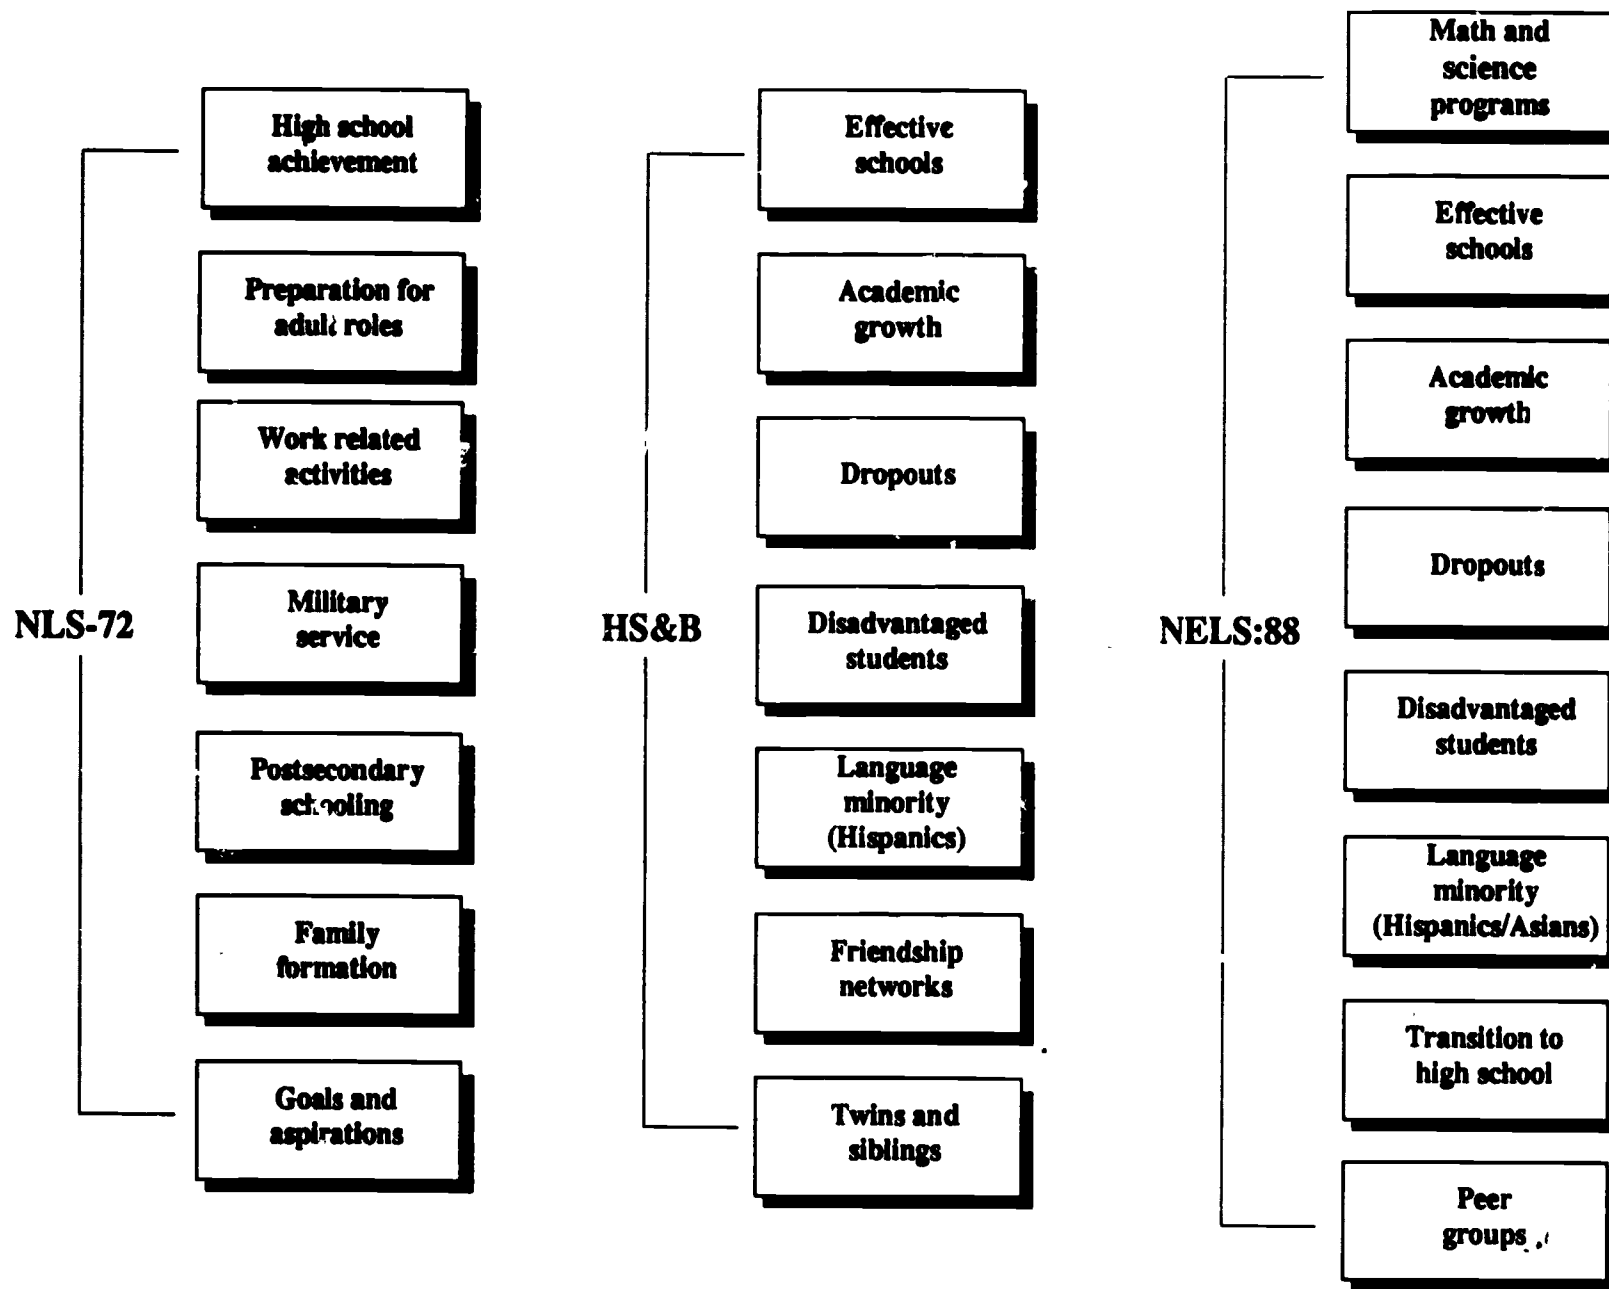 NLS-72
High school
achievement
Preparation for
adult roles
Work related
activities
Military
service
Postsecondary
schooling
Family
formation
Goals and
aspirations
HS&B
Effective
schools
Academic
growth
Dropouts
Disadvantaged
students
Language
minority
(Hispanics)
Friendship
networks
Twins and
siblings
NELS:88
Math and
science
programs
Effective
schools
Academic
growth
Dropouts
Disadvantaged
students
Language
minority
(Hispanics/Asians)
Transition to
high school
Peer
groups